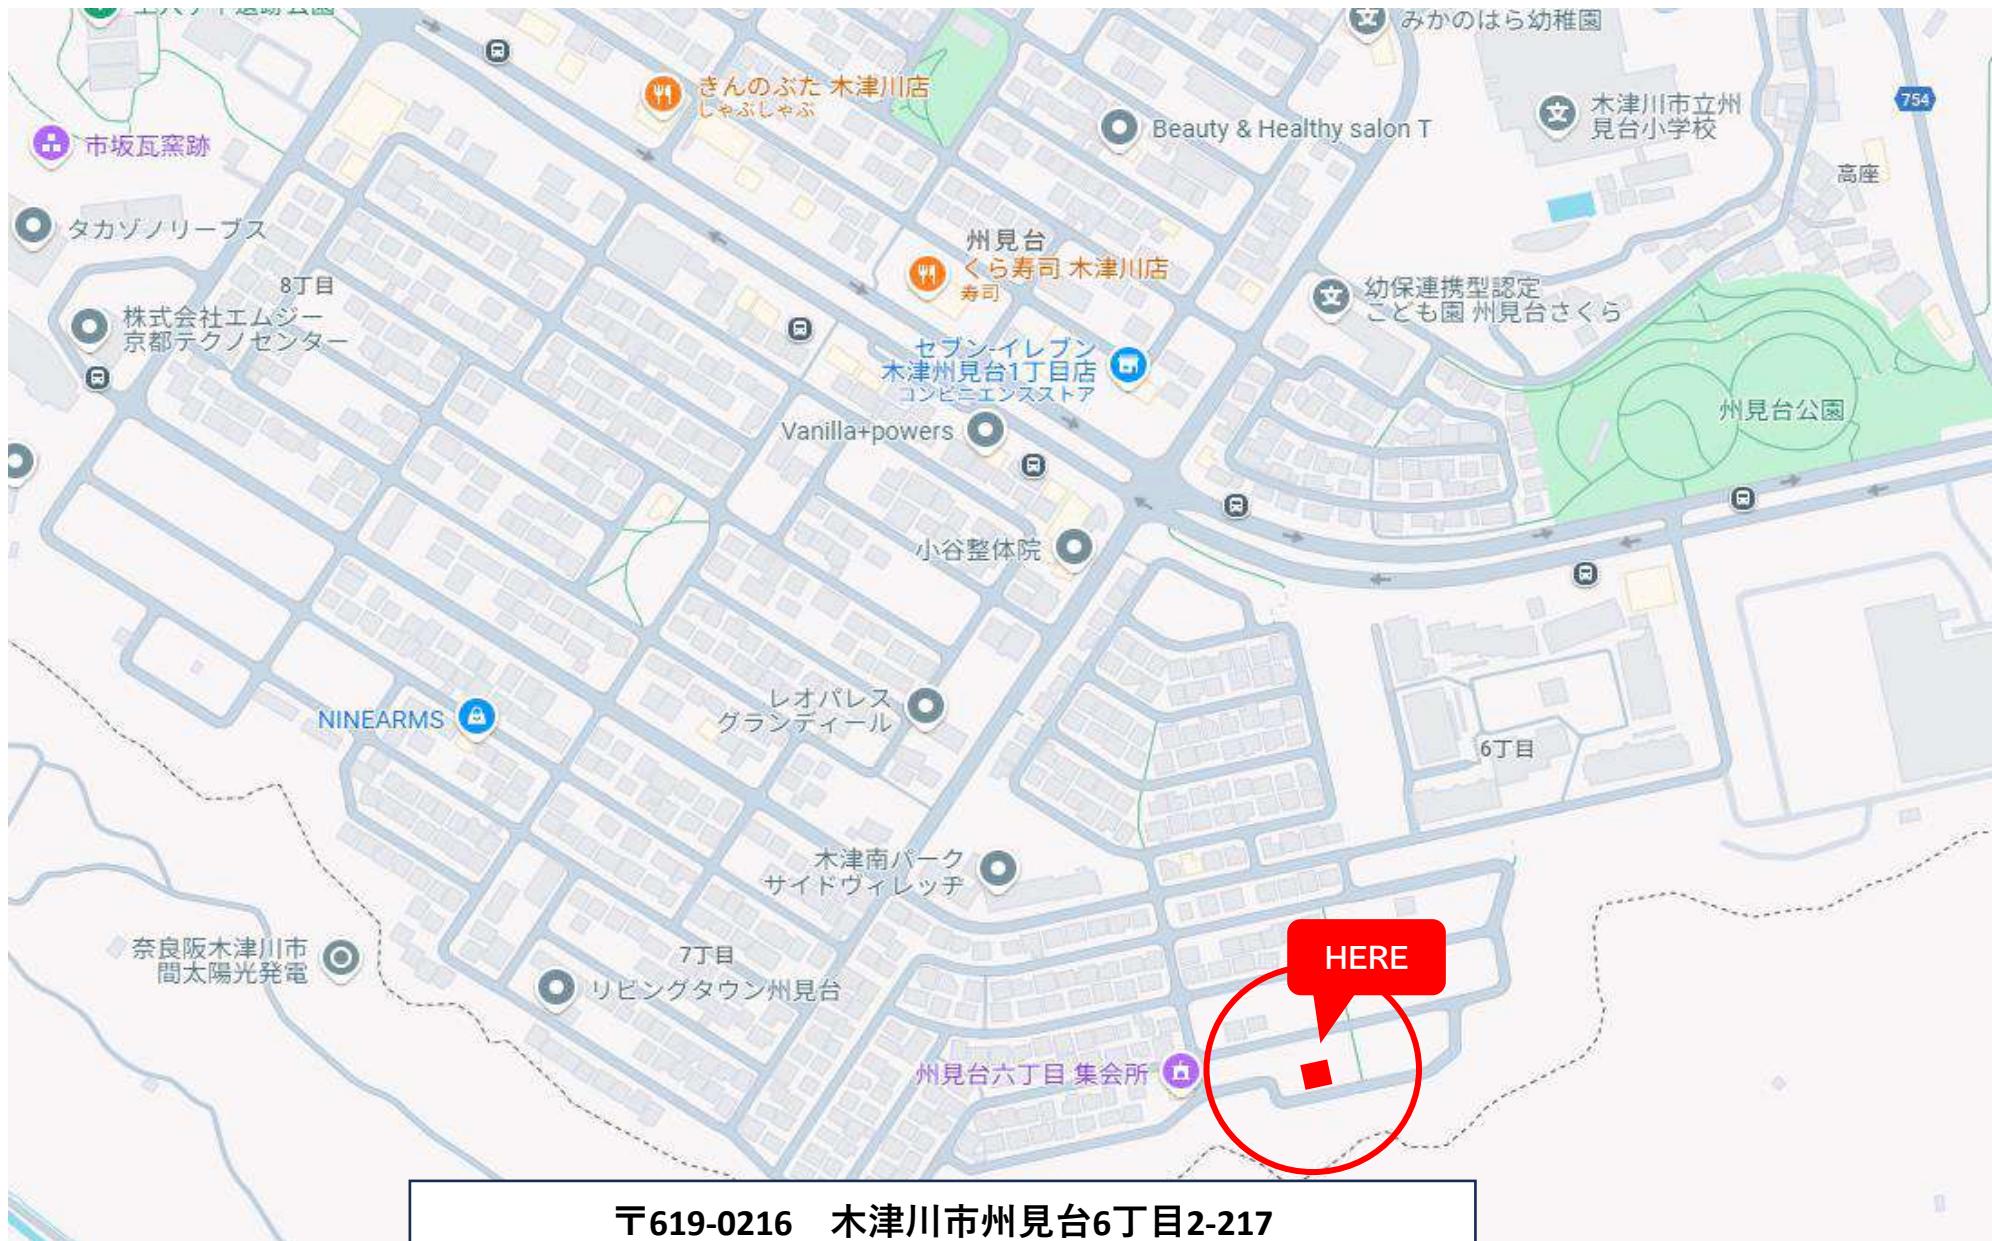 みかのはら幼稚園
きんのぶた 木津川店
しゃぶしゃぶ
木津川市立州
見台小学校
754
Beauty & Healthy salon T
市坂瓦窯跡
高座
タカゾノリーブス
州見台
くら寿司 木津川店
寿司
8丁目
幼保連携型認定
こども園 州見台さくら
株式会社エムジー
京都テクノセンター
セブン-イレブン
木津州見台1丁目店
コンビニエンスストア
州見台公園
Vanilla+powers
小谷整体院
レオパレス
グランディール
NINEARMS
6丁目
木津南パーク
サイドヴィレッヂ
奈良阪木津川市
間太陽光発電
7丁目
リビングタウン州見台
HERE
州見台六丁目 集会所
〒619-0216　木津川市州見台6丁目2-217